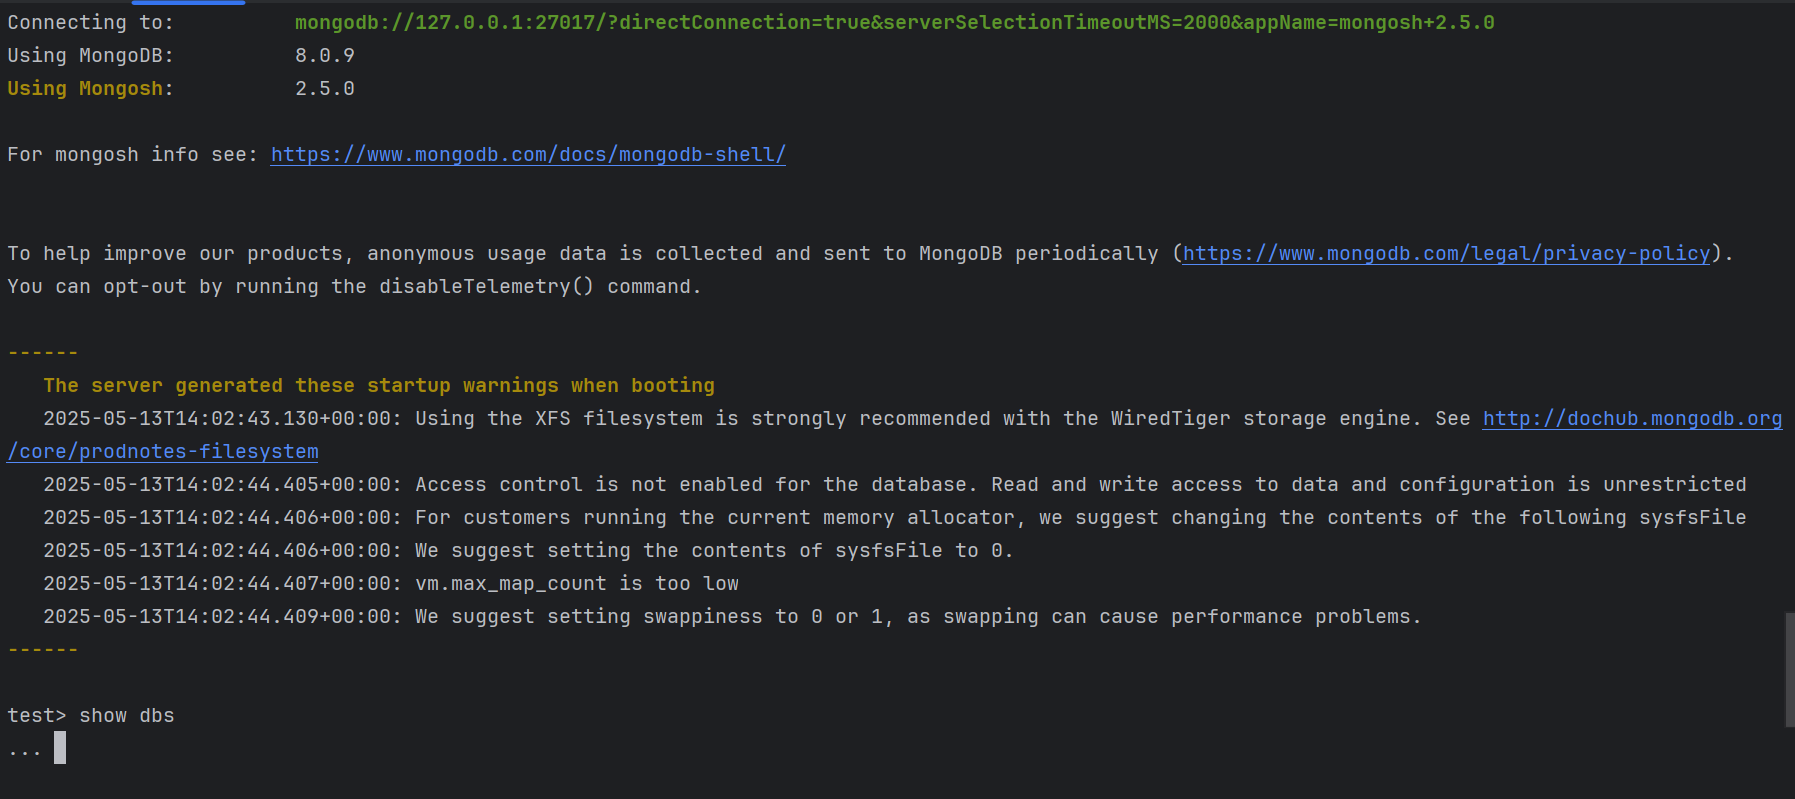 Connecting to:          mongodb://127.0.0.1:27017/?directConnection=true&serverSelectionTimeoutMS=2000&appName=mongosh+2.5.0
Using MongoDB:          8.0.9
Using Mongosh:          2.5.0
For mongosh info see: https://www.mongodb.com/docs/mongodb-shell/
To help improve our products, anonymous usage data is collected and sent to MongoDB periodically (https://www.mongodb.com/legal/privacy-policy).
You can opt-out by running the disableTelemetry() command.
------
   The server generated these startup warnings when booting
   2025-05-13T14:02:43.130+00:00: Using the XFS filesystem is strongly recommended with the WiredTiger storage engine. See http://dochub.mongodb.org
/core/prodnotes-filesystem
   2025-05-13T14:02:44.405+00:00: Access control is not enabled for the database. Read and write access to data and configuration is unrestricted
   2025-05-13T14:02:44.406+00:00: For customers running the current memory allocator, we suggest changing the contents of the following sysfsFile
   2025-05-13T14:02:44.406+00:00: We suggest setting the contents of sysfsFile to 0.
   2025-05-13T14:02:44.407+00:00: vm.max_map_count is too low
   2025-05-13T14:02:44.409+00:00: We suggest setting swappiness to 0 or 1, as swapping can cause performance problems.
------
test> show dbs
...